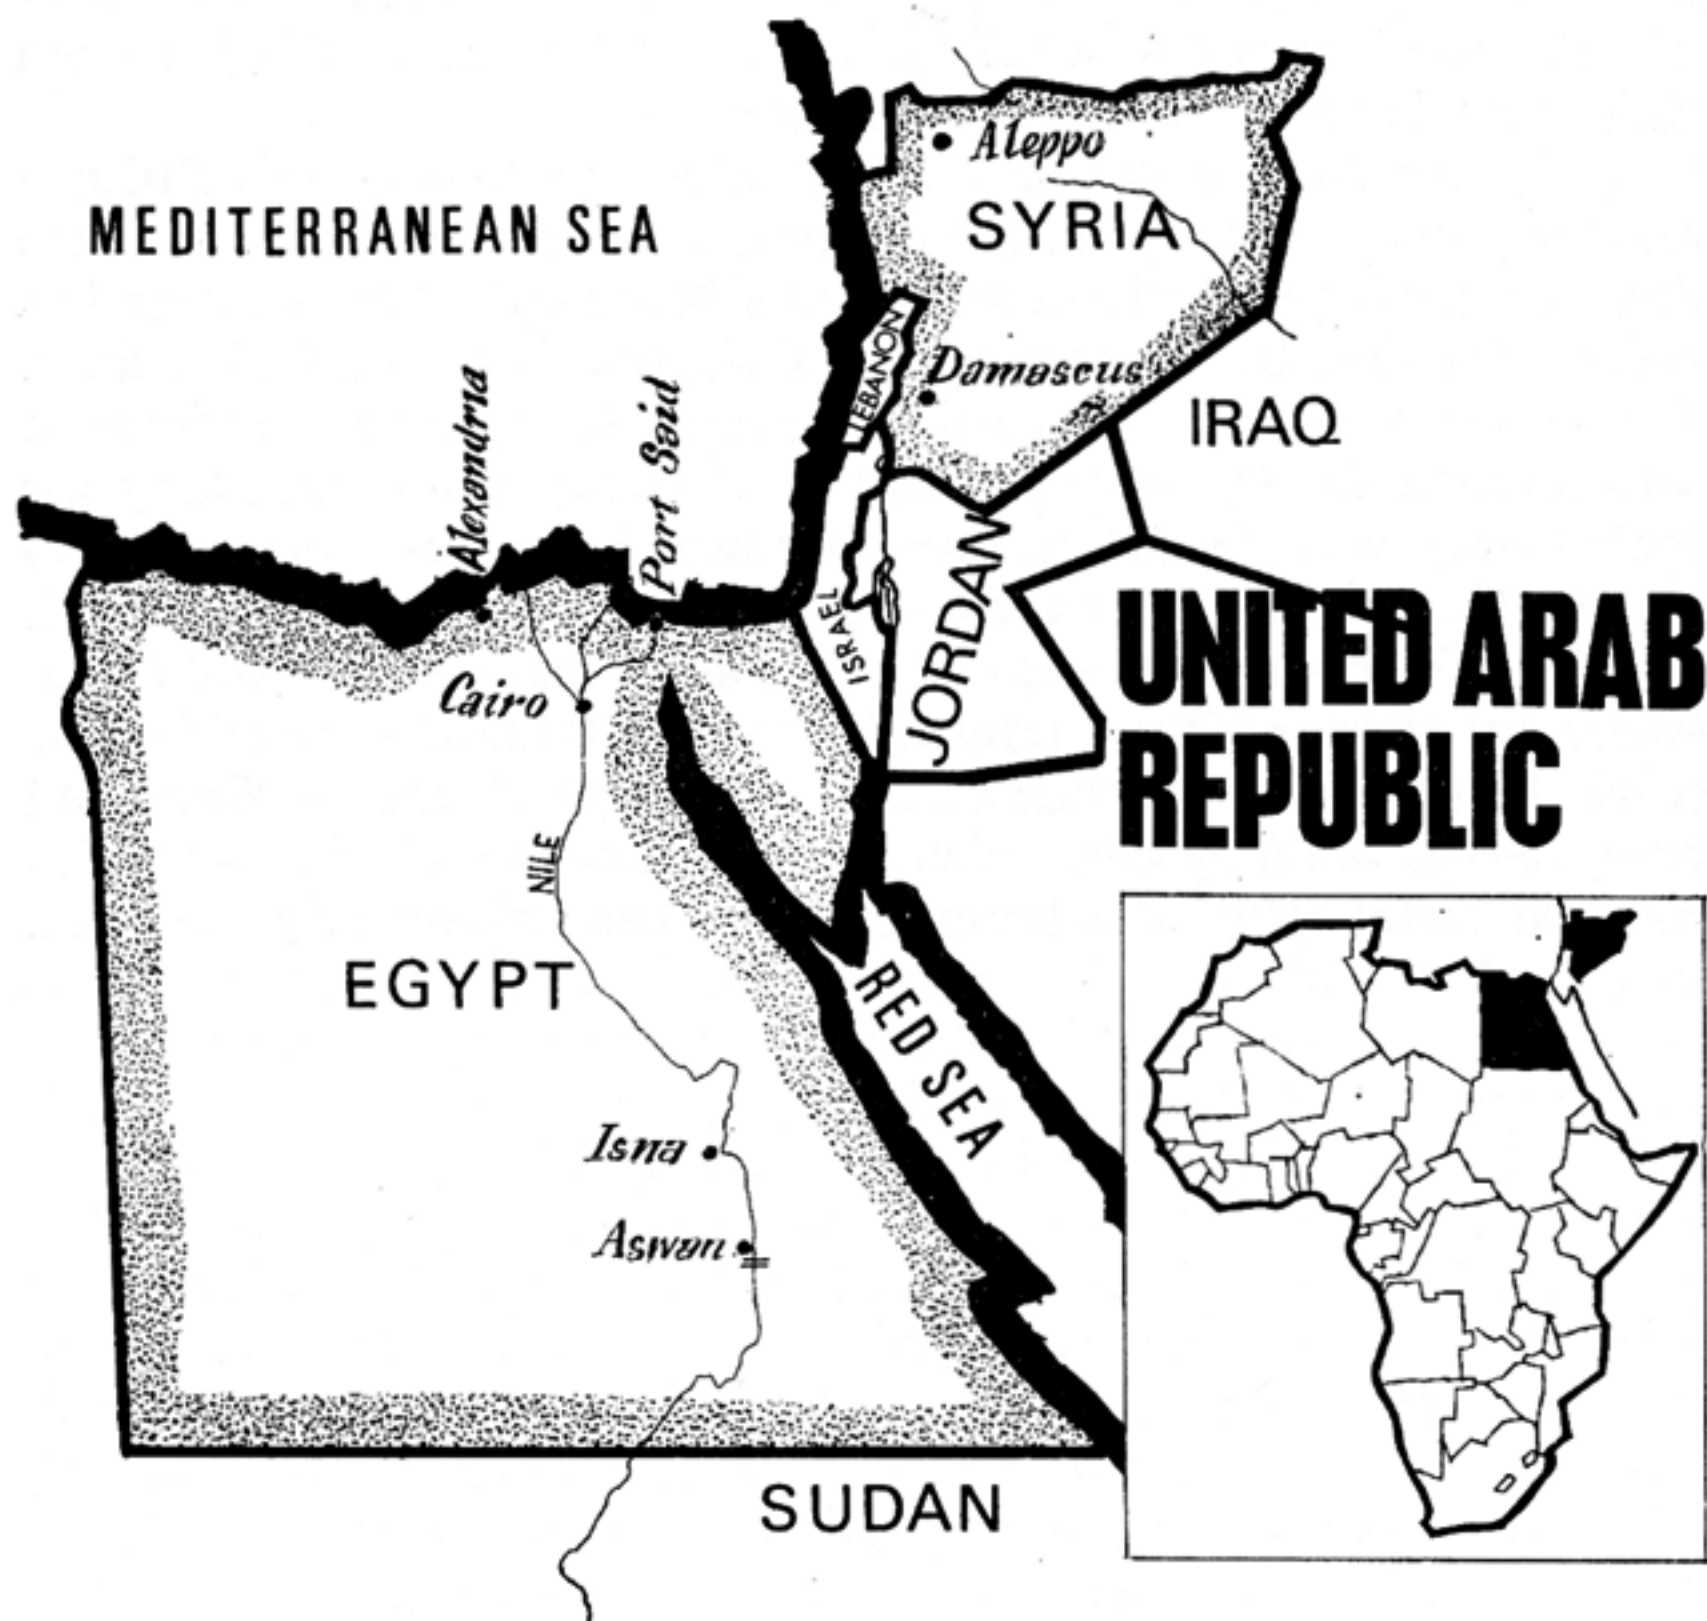 Aleppo
MEDITERRANEAN SEA
SYRIA
LEBANON
Damascus
IRAQ
Alexandria
Port Said
JORDAN
ISRAEL
UNITED ARAB
REPUBLIC
Cairo
NILE
EGYPT
RED SEA
Isna
Aswan
SUDAN